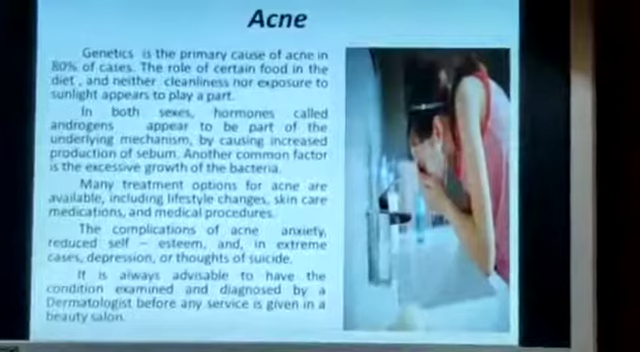 Acne
Genetics is the primary cause of acne in
80% of cases. The role of certain food in the
diet , and neither cleanliness nor exposure to
sunlight appears to play a part.
In both sexes, hormones called
androgens appear to be part of the
underlying mechanism, by causing increased
production of sebum. Another common factor
is the excessive growth of the bacteria.
Many treatment options for acne are
available, including lifestyle changes, skin care
medications, and medical procedures.
The complications of acne anxiety,
reduced self – esteem, and, in extreme
cases, depression, or thoughts of suicide.
It is always advisable to have the
condition examined and diagnosed by a
Dermatologist before any service is given in a
beauty salon.